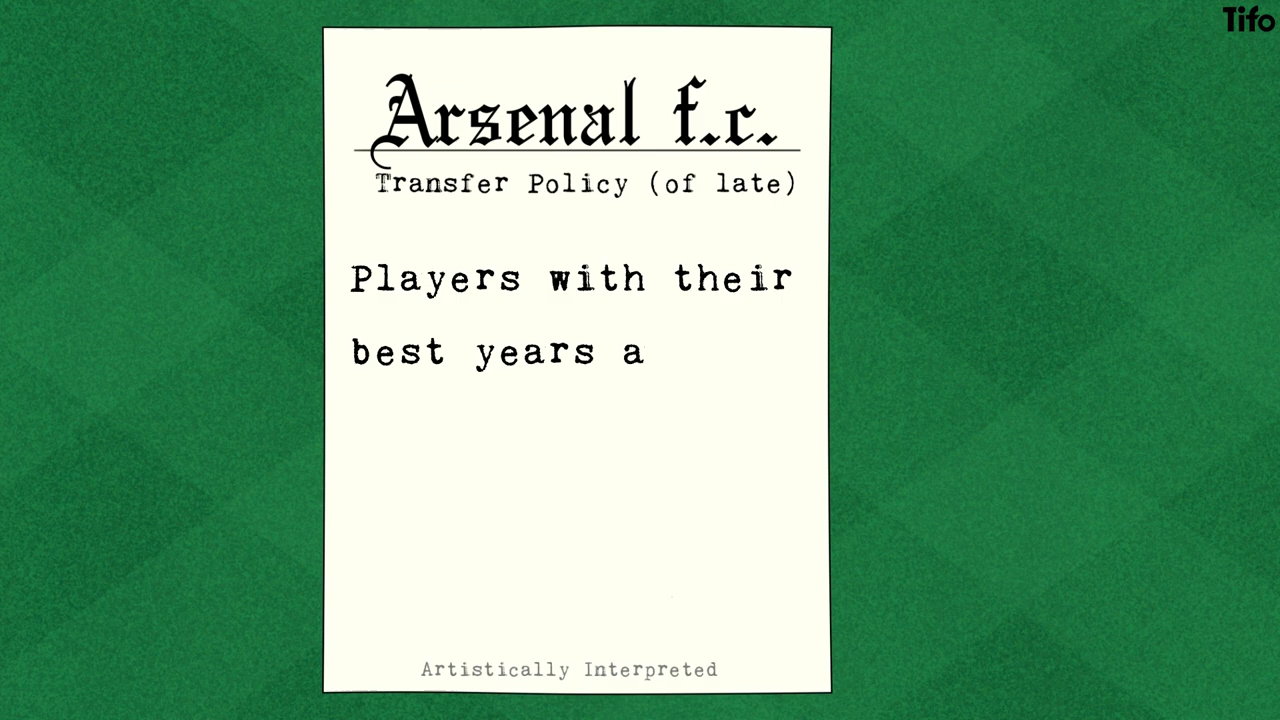 Tifo
Arsenal f.c.
Transfer Policy (of late)
Players with their
best years a
Artistically Interpreted